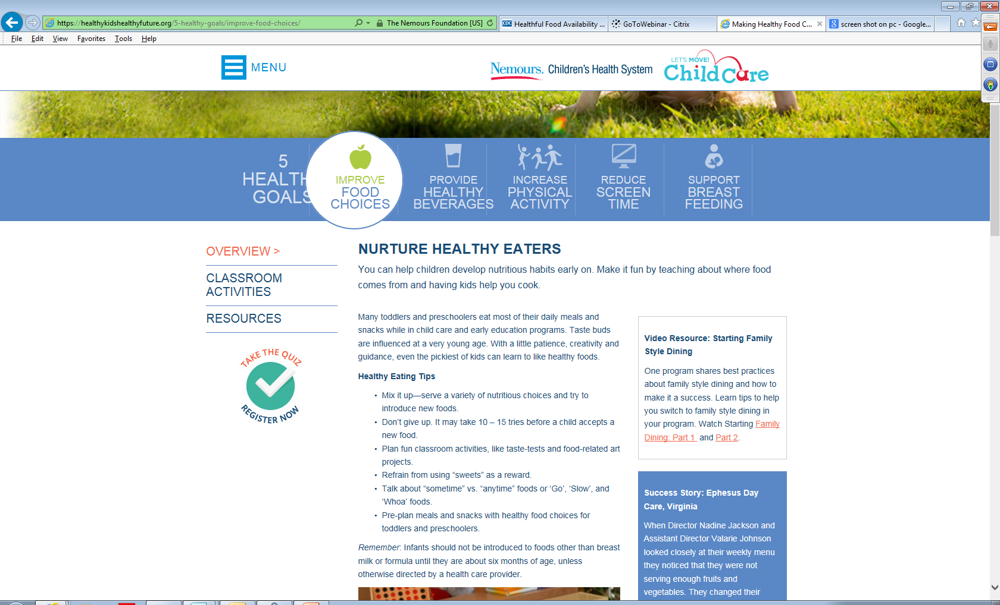 https://healthykidshealthyfuture.org/5-healthy-goals/improve-food-choices/
The Nemours Foundation [US]
CDC Healthful Food Availability ...
GoToWebinar - Citrix
Making Healthy Food C...
screen shot on pc - Google...
File Edit View Favorites Tools Help
MENU
Nemours. Children's Health System
LET'S MOVE!
Child Care
5
HEALTH
GOALS
IMPROVE
FOOD
CHOICES
PROVIDE
HEALTHY
BEVERAGES
INCREASE
PHYSICAL
ACTIVITY
REDUCE
SCREEN
TIME
SUPPORT
BREAST
FEEDING
OVERVIEW >
CLASSROOM
ACTIVITIES
RESOURCES
TAKE THE QUIZ
REGISTER NOW
NURTURE HEALTHY EATERS
You can help children develop nutritious habits early on. Make it fun by teaching about where food
comes from and having kids help you cook.
Many toddlers and preschoolers eat most of their daily meals and
snacks while in child care and early education programs. Taste buds
are influenced at a very young age. With a little patience, creativity and
guidance, even the pickiest of kids can learn to like healthy foods.
Healthy Eating Tips
• Mix it up—serve a variety of nutritious choices and try to
introduce new foods.
• Don't give up. It may take 10 – 15 tries before a child accepts a
new food.
• Plan fun classroom activities, like taste-tests and food-related art
projects.
• Refrain from using “sweets” as a reward.
• Talk about “sometime” vs. “anytime” foods or ‘Go’, ‘Slow’, and
‘Whoa’ foods.
• Pre-plan meals and snacks with healthy food choices for
toddlers and preschoolers.
Remember: Infants should not be introduced to foods other than breast
milk or formula until they are about six months of age, unless
otherwise directed by a health care provider.
Video Resource: Starting Family
Style Dining
One program shares best practices
about family style dining and how to
make it a success. Learn tips to help
you switch to family style dining in
your program. Watch Starting Family
Dining: Part 1 and Part 2.
Success Story: Ephesus Day
Care, Virginia
When Director Nadine Jackson and
Assistant Director Valarie Johnson
looked closely at their weekly menu
they noticed that they were not
serving enough fruits and
vegetables. They changed their